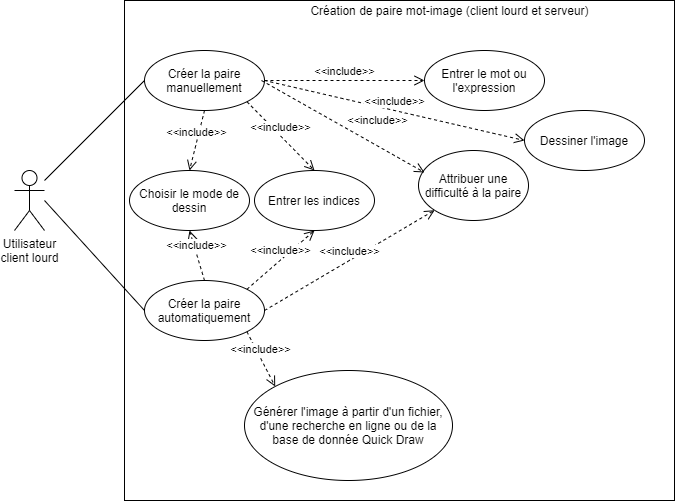 Création de paire mot-image (client lourd et serveur)
Créer la paire
manuellement
<<include>>
Entrer le mot ou
l'expression
<<include>>
<<include>>
<<include>>
<<include>>
Dessiner l'image
Choisir le mode de
dessin
Entrer les indices
Attribuer une
difficulté à la paire
Utilisateur
client lourd
<<include>>
<<include>>
<<include>>
Créer la paire
automatiquement
<<include>>
Générer l'image à partir d'un fichier,
d'une recherche en ligne ou de la
base de donnée Quick Draw